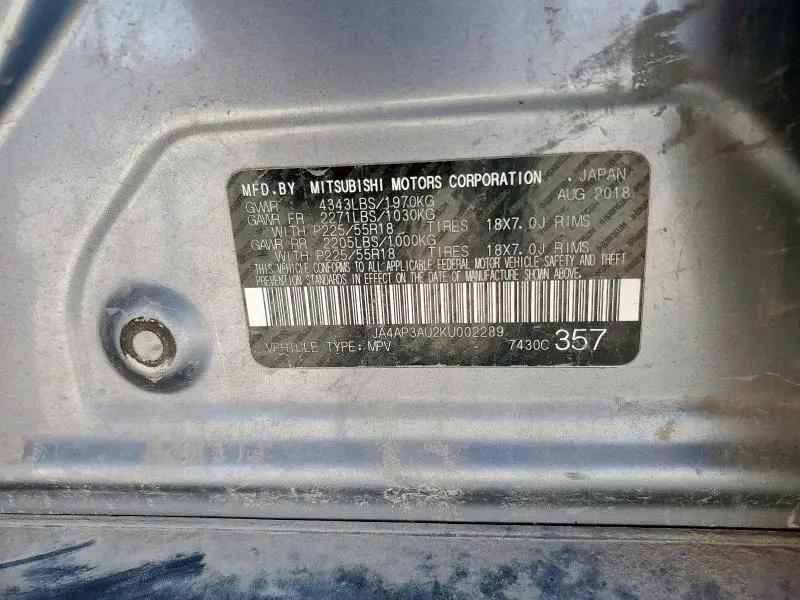 MFD.BY MITSUBISHI MOTORS CORPORATION . JAPAN
GVWR 4343LBS/1970KG AUG 2018
GAWR FR 2271LBS/1030KG
WITH P225/55R18 TIRES 18X7.0J RIMS
GAWR RR 2205LBS/1000KG
WITH P225/55R18 TIRES 18X7.0J RIMS
THIS VEHICLE CONFORMS TO ALL APPLICABLE FEDERAL MOTOR VEHICLE SAFETY AND THEFT
PREVENTION STANDARDS IN EFFECT ON THE DATE OF MANUFACTURE SHOWN ABOVE.
JA4AP3AU2KU002289
VEHICLE TYPE: MPV 7430C 357